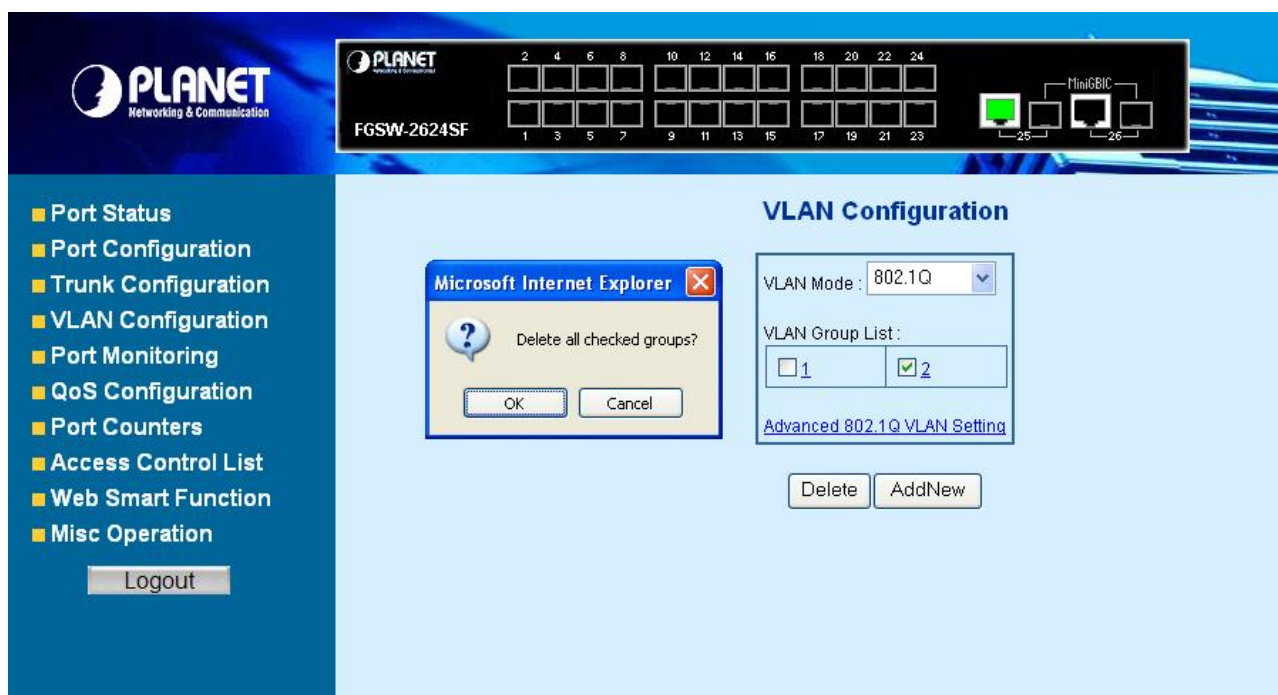 PLANET
Networking & Communication
PLANET
Networking & Communication
2 4 6 8 10 12 14 16 18 20 22 24
MiniGBIC
FGSW-2624SF
1 3 5 7 9 11 13 15 17 19 21 23
25 26
Port Status
Port Configuration
Trunk Configuration
VLAN Configuration
Port Monitoring
QoS Configuration
Port Counters
Access Control List
Web Smart Function
Misc Operation
Logout
VLAN Configuration
Microsoft Internet Explorer
Delete all checked groups?
OK Cancel
VLAN Mode : 802.1Q
VLAN Group List :
1 2
Advanced 802.1Q VLAN Setting
Delete AddNew